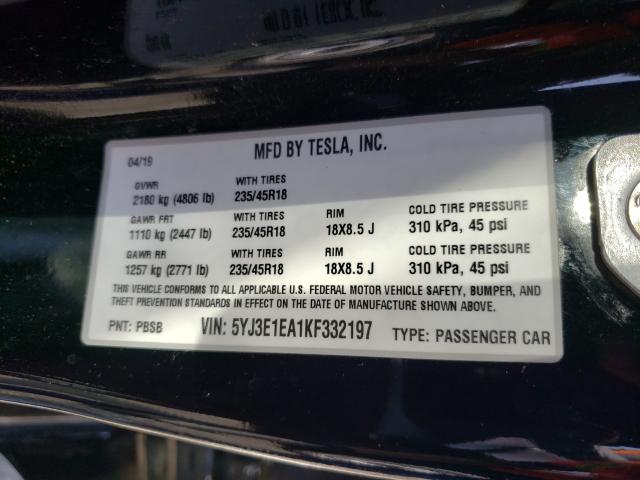 MFD BY TESLA, INC.
04/19
GVWR
2180 kg (4806 lb)
WITH TIRES
235/45R18
GAWR FRT
1110 kg (2447 lb)
WITH TIRES
235/45R18
RIM
18X8.5 J
COLD TIRE PRESSURE
310 kPa, 45 psi
GAWR RR
1257 kg (2771 lb)
WITH TIRES
235/45R18
RIM
18X8.5 J
COLD TIRE PRESSURE
310 kPa, 45 psi
THIS VEHICLE CONFORMS TO ALL APPLICABLE U.S. FEDERAL MOTOR VEHICLE SAFETY, BUMPER, AND
THEFT PREVENTION STANDARDS IN EFFECT ON THE DATE OF MANUFACTURE SHOWN ABOVE.
PNT: PBSB
VIN: 5YJ3E1EA1KF332197
TYPE: PASSENGER CAR